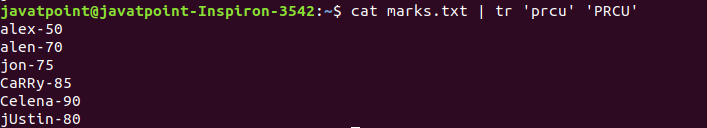 javatpoint@javatpoint-Inspiron-3542:~$ cat marks.txt | tr 'prcu' 'PRCU'
alex-50
alen-70
jon-75
CaRRy-85
Celena-90
jUstin-80